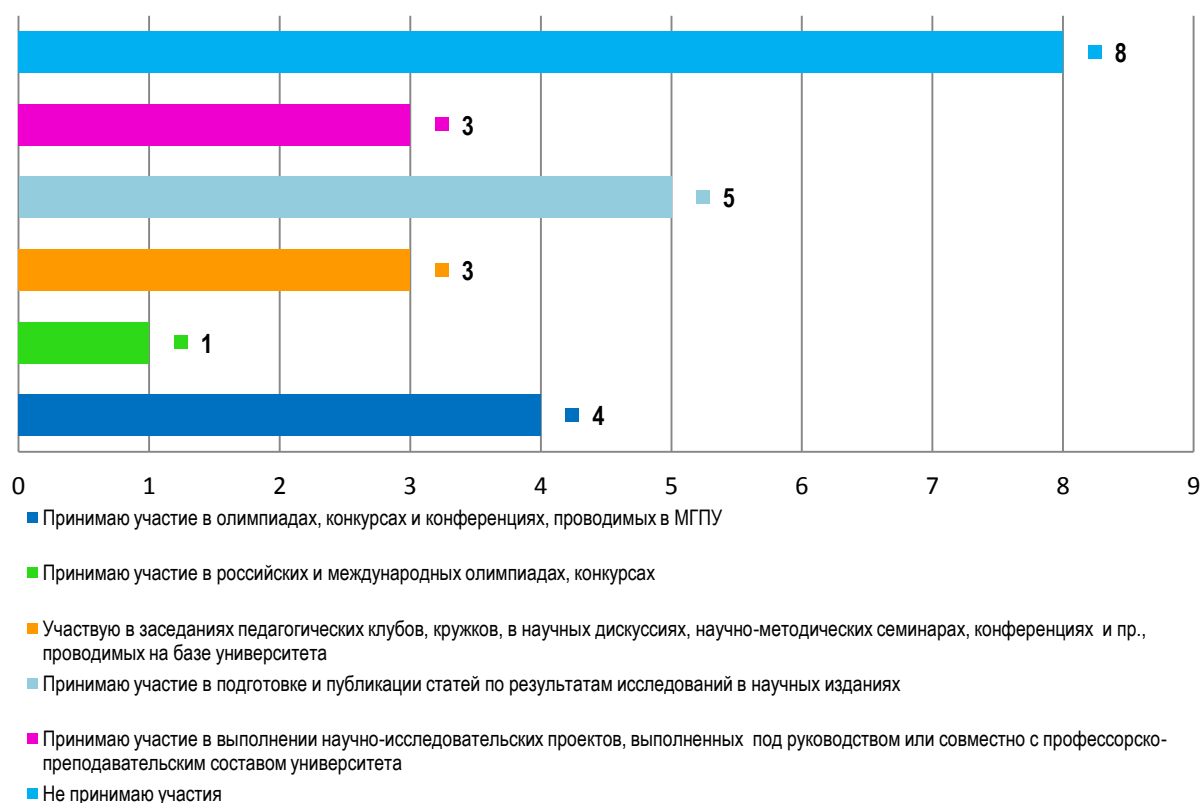 8
3
5
3
1
4
0 1 2 3 4 5 6 7 8 9
Принимаю участие в олимпиадах, конкурсах и конференциях, проводимых в МГПУ
Принимаю участие в российских и международных олимпиадах, конкурсах
Участвую в заседаниях педагогических клубов, кружков, в научных дискуссиях, научно-методических семинарах, конференциях и пр.,
проводимых на базе университета
Принимаю участие в подготовке и публикации статей по результатам исследований в научных изданиях
Принимаю участие в выполнении научно-исследовательских проектов, выполненных под руководством или совместно с профессорско-
преподавательским составом университета
Не принимаю участия